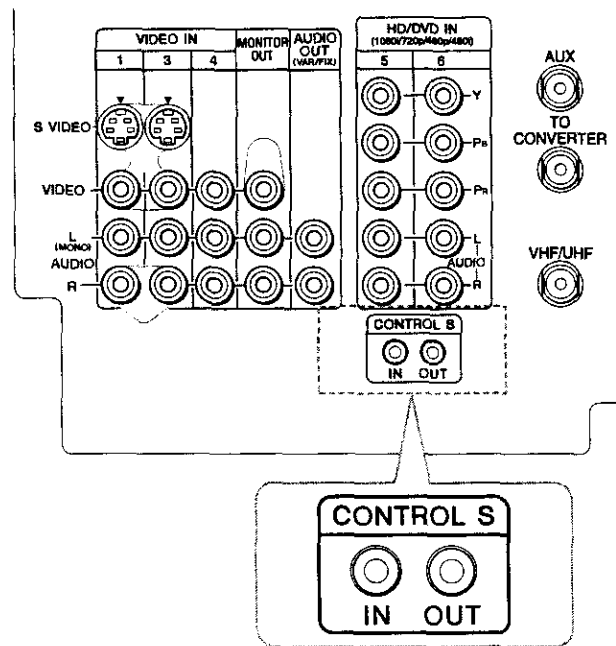 VIDEO IN
MONITOR OUT
AUDIO OUT
(VAR/FIX)
1 3 4
S VIDEO
VIDEO
L
(MONO)
AUDIO
R
HD/DVD IN
(1080i/720p/480p/480i)
5 6
Y
PB
PR
L
AUDIO
R
AUX
TO CONVERTER
VHF/UHF
CONTROL S
IN OUT
CONTROL S
IN OUT